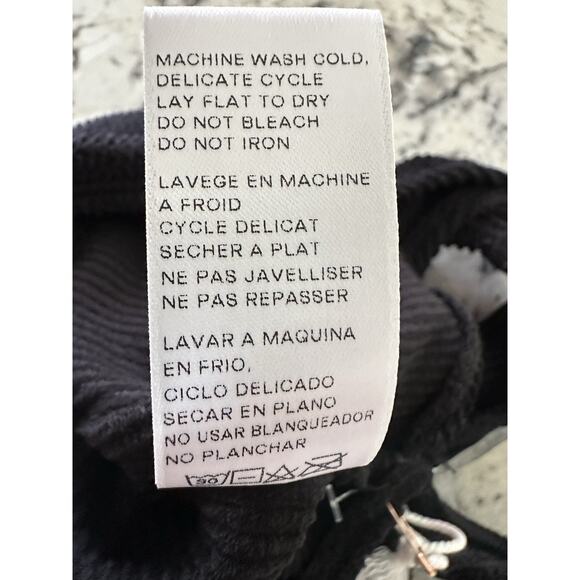 MACHINE WASH COLD,
DELICATE CYCLE
LAY FLAT TO DRY
DO NOT BLEACH
DO NOT IRON
LAVEGE EN MACHINE
A FROID
CYCLE DELICAT
SECHER A PLAT
NE PAS JAVELLISER
NE PAS REPASSER
LAVAR A MAQUINA
EN FRIO,
CICLO DELICADO
SECAR EN PLANO
NO USAR BLANQUEADOR
NO PLANCHAR
30